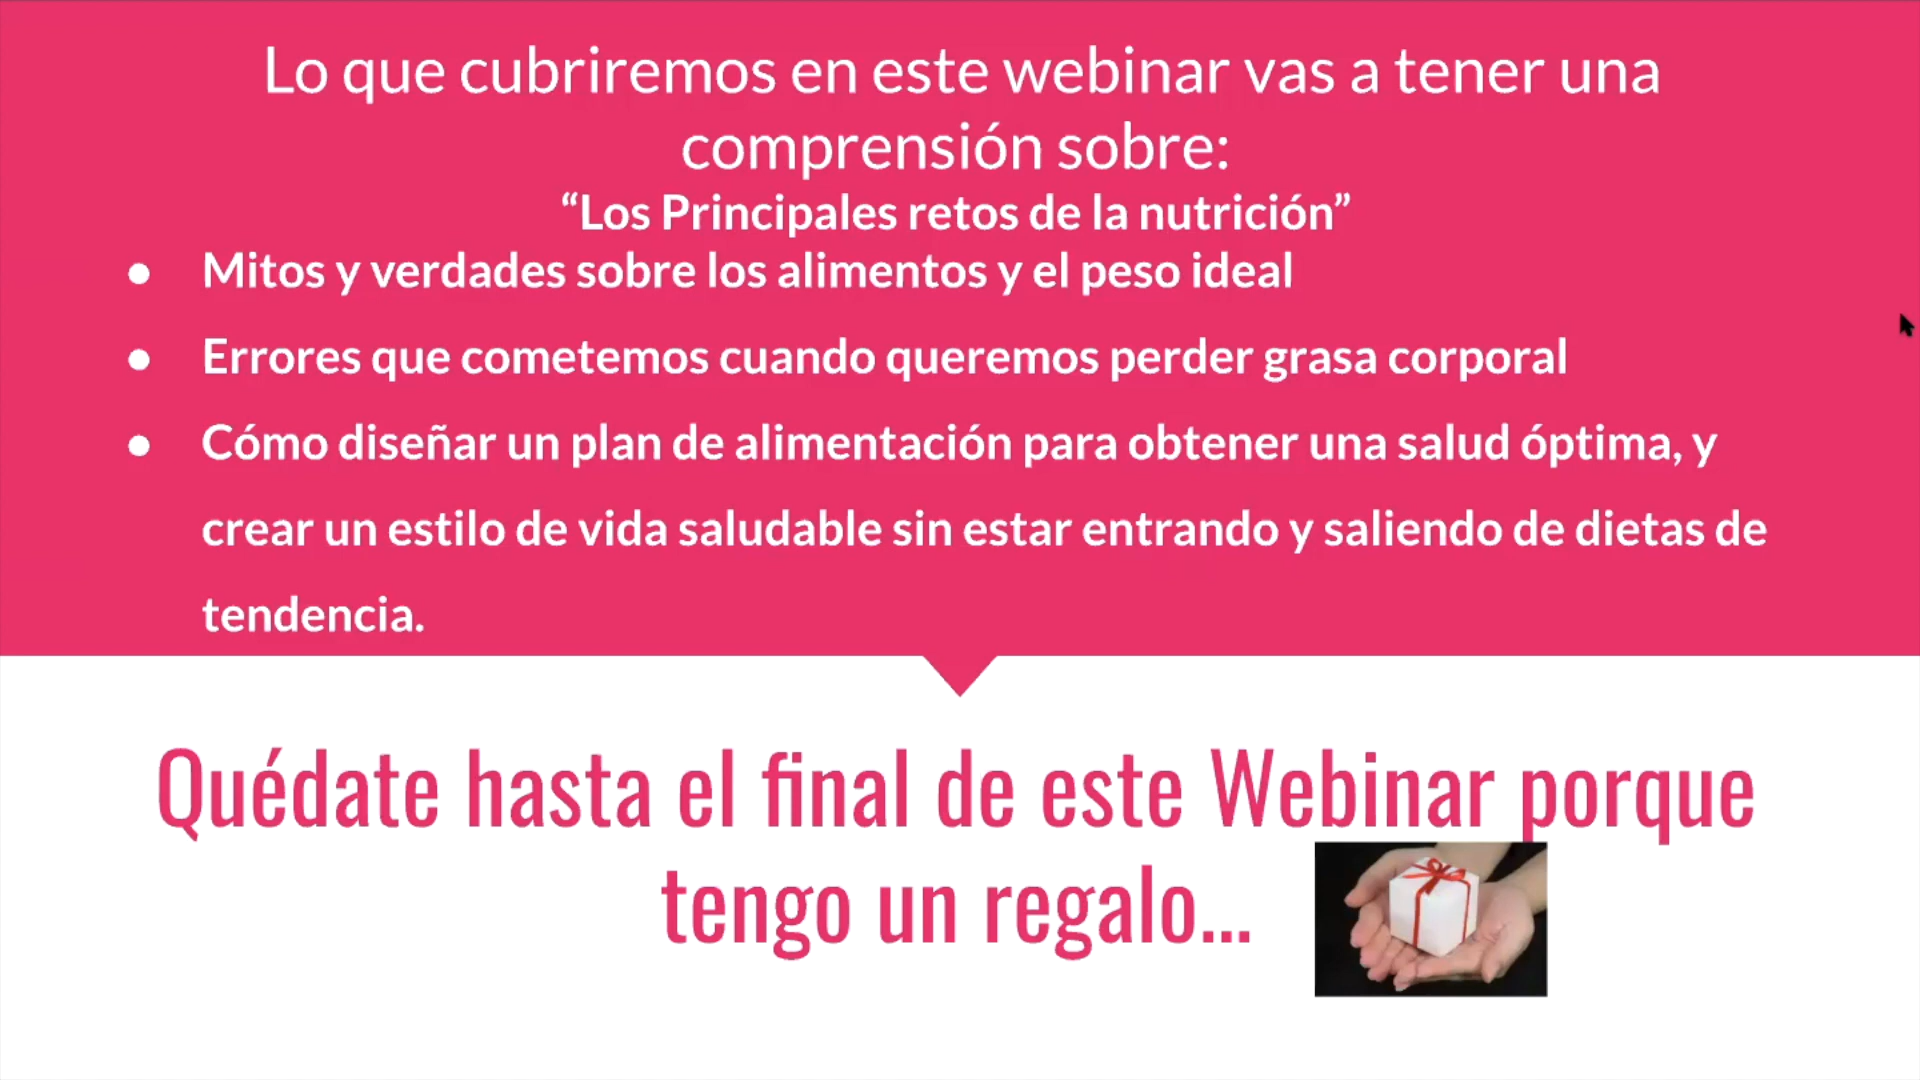 Lo que cubriremos en este webinar vas a tener una
comprensión sobre:
“Los Principales retos de la nutrición”
● Mitos y verdades sobre los alimentos y el peso ideal
● Errores que cometemos cuando queremos perder grasa corporal
● Cómo diseñar un plan de alimentación para obtener una salud óptima, y
crear un estilo de vida saludable sin estar entrando y saliendo de dietas de
tendencia.
Quédate hasta el final de este Webinar porque
tengo un regalo...